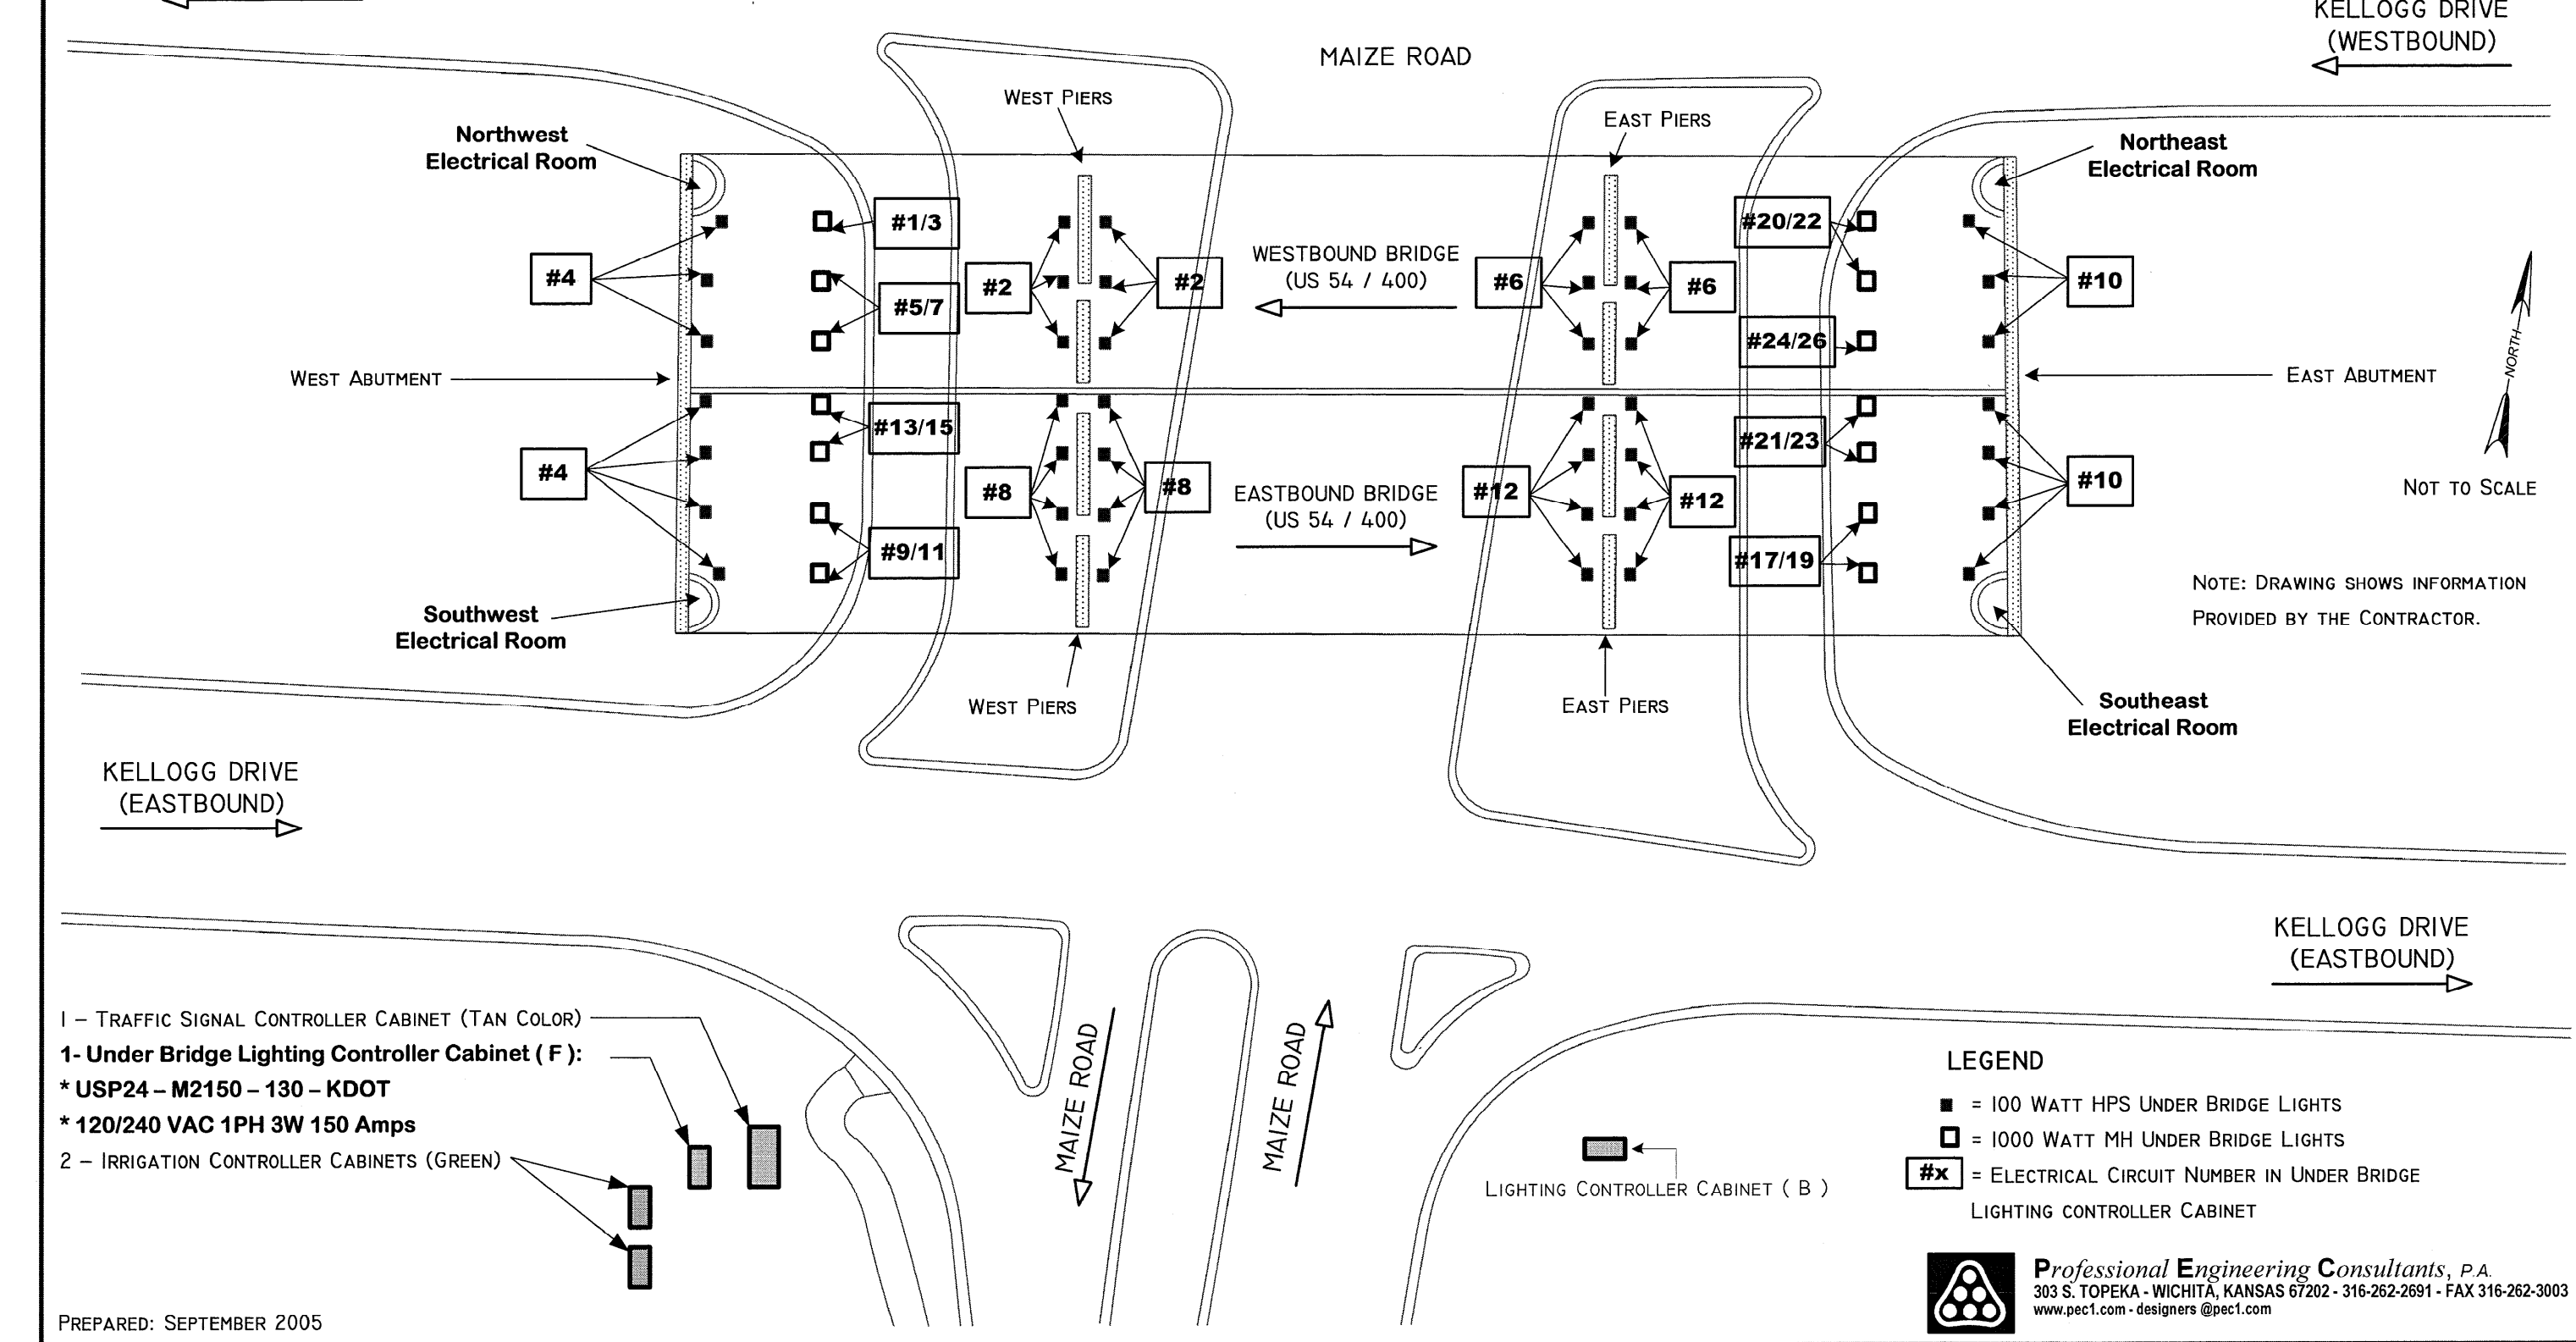 KELLOGG DRIVE
(WESTBOUND)
MAIZE ROAD
WEST PIERS
EAST PIERS
Northwest
Electrical Room
Northeast
Electrical Room
#1/3
#20/22
#4
#5/7
#2
#2
WESTBOUND BRIDGE
(US 54 / 400)
#6
#6
#24/26
#10
NORTH
WEST ABUTMENT
EAST ABUTMENT
#4
#13/15
#9/11
#8
#8
EASTBOUND BRIDGE
(US 54 / 400)
#12
#12
#21/23
#17/19
#10
NOT TO SCALE
NOTE: DRAWING SHOWS INFORMATION
PROVIDED BY THE CONTRACTOR.
Southwest
Electrical Room
WEST PIERS
EAST PIERS
Southeast
Electrical Room
KELLOGG DRIVE
(EASTBOUND)
KELLOGG DRIVE
(EASTBOUND)
1 – TRAFFIC SIGNAL CONTROLLER CABINET (TAN COLOR)
1- Under Bridge Lighting Controller Cabinet ( F ):
* USP24 – M2150 – 130 – KDOT
* 120/240 VAC 1PH 3W 150 Amps
2 – IRRIGATION CONTROLLER CABINETS (GREEN)
MAIZE ROAD
MAIZE ROAD
LIGHTING CONTROLLER CABINET ( B )
LEGEND
= 100 WATT HPS UNDER BRIDGE LIGHTS
= 1000 WATT MH UNDER BRIDGE LIGHTS
#x = ELECTRICAL CIRCUIT NUMBER IN UNDER BRIDGE
LIGHTING CONTROLLER CABINET
Professional Engineering Consultants, P.A.
303 S. TOPEKA - WICHITA, KANSAS 67202 - 316-262-2691 - FAX 316-262-3003
www.pec1.com - designers @pec1.com
PREPARED: SEPTEMBER 2005